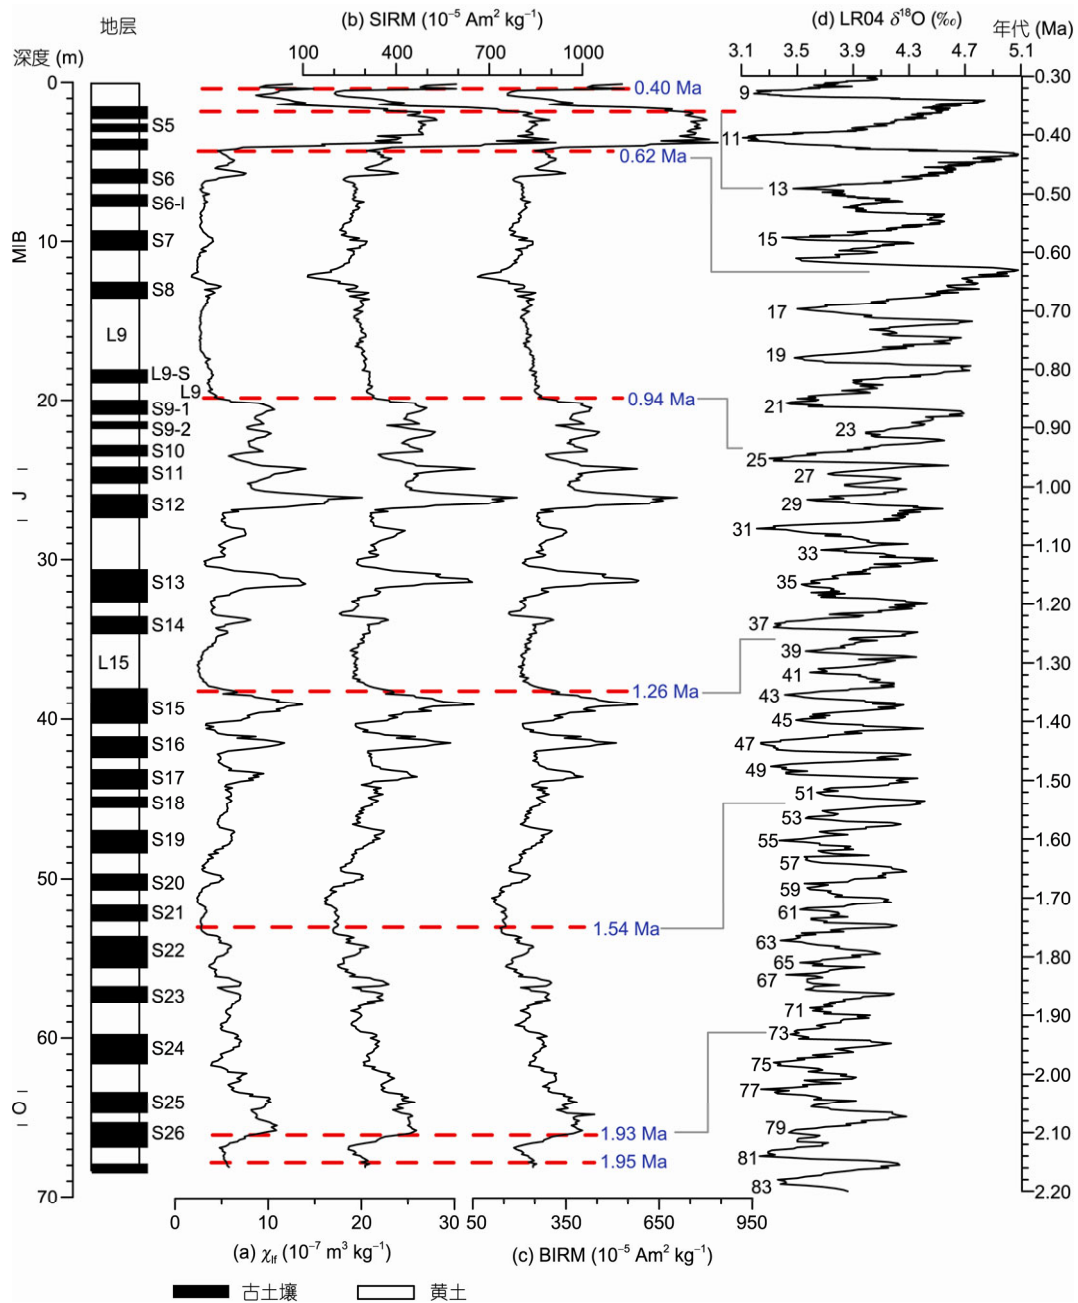 (b) SIRM (10⁻⁵ Am² kg⁻¹)
(d) LR04 δ¹⁸O (‰)
地层
年代 (Ma)
深度 (m)
100 400 700 1000
3.1 3.5 3.9 4.3 4.7 5.1
0
10
20
30
40
50
60
70
MIB
J
O
S5
S6
S6-I
S7
S8
L9
L9-S
L9
S9-1
S9-2
S10
S11
S12
S13
S14
L15
S15
S16
S17
S18
S19
S20
S21
S22
S23
S24
S25
S26
0.40 Ma
0.62 Ma
0.94 Ma
1.26 Ma
1.54 Ma
1.93 Ma
1.95 Ma
9
11
13
15
17
19
21
23
25
27
29
31
33
35
37
39
41
43
45
47
49
51
53
55
57
59
61
63
65
67
71
73
75
77
79
81
83
0.30
0.40
0.50
0.60
0.70
0.80
0.90
1.00
1.10
1.20
1.30
1.40
1.50
1.60
1.70
1.80
1.90
2.00
2.10
2.20
0 10 20 30 50 350 650 950
(a) χlf (10⁻⁷ m³ kg⁻¹)
(c) BIRM (10⁻⁵ Am² kg⁻¹)
古土壤 黄土